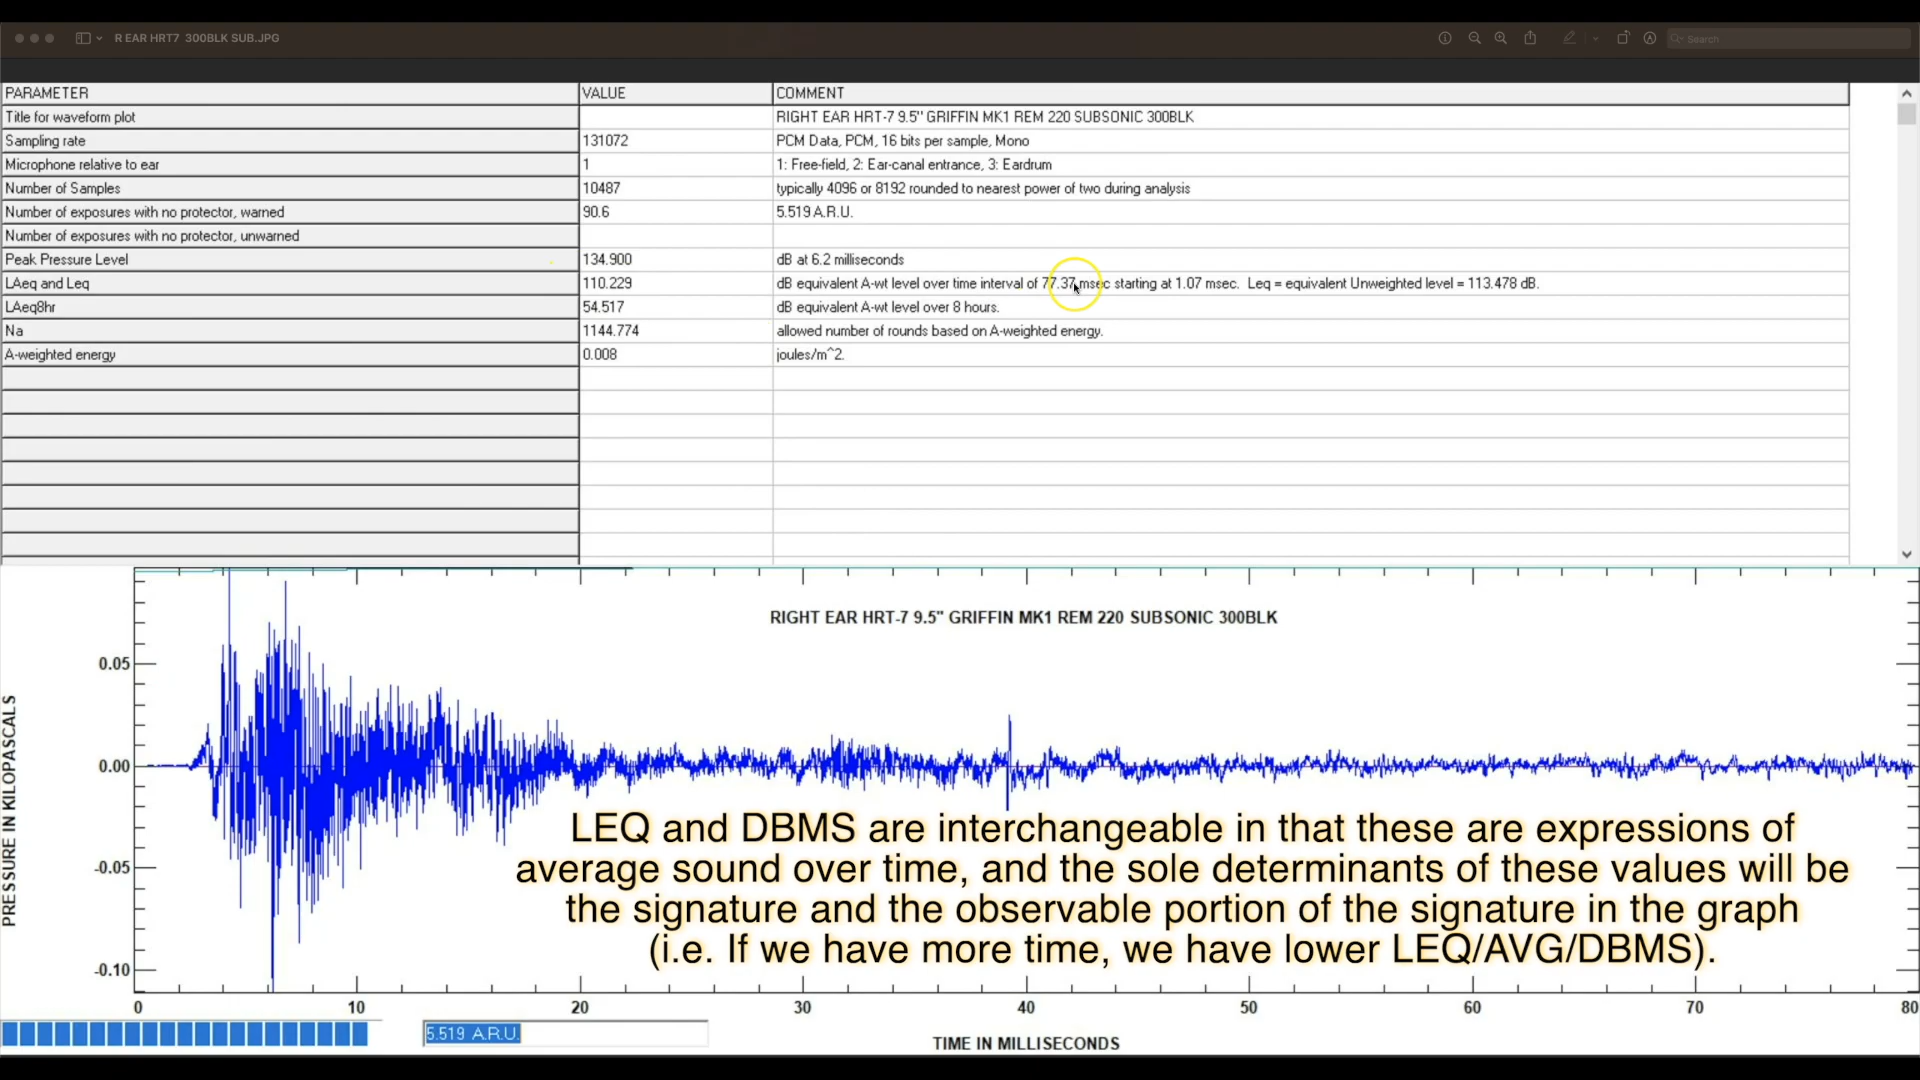 R EAR HRT7 300BLK SUB.JPG
Search
PARAMETER VALUE COMMENT
Title for waveform plot RIGHT EAR HRT-7 9.5" GRIFFIN MK1 REM 220 SUBSONIC 300BLK
Sampling rate 131072 PCM Data, PCM, 16 bits per sample, Mono
Microphone relative to ear 1 1: Free-field, 2: Ear-canal entrance, 3: Eardrum
Number of Samples 10487 typically 4096 or 8192 rounded to nearest power of two during analysis
Number of exposures with no protector, warned 90.6 5.519 A.R.U.
Number of exposures with no protector, unwarned
Peak Pressure Level 134.900 dB at 6.2 milliseconds
LAeq and Leq 110.229 dB equivalent A-wt level over time interval of 77.37 msec starting at 1.07 msec. Leq = equivalent Unweighted level = 113.478 dB.
LAeq8hr 54.517 dB equivalent A-wt level over 8 hours.
Na 1144.774 allowed number of rounds based on A-weighted energy.
A-weighted energy 0.008 joules/m^2.
RIGHT EAR HRT-7 9.5" GRIFFIN MK1 REM 220 SUBSONIC 300BLK
PRESSURE IN KILOPASCALS
0.05
0.00
-0.05
-0.10
LEQ and DBMS are interchangeable in that these are expressions of
average sound over time, and the sole determinants of these values will be
the signature and the observable portion of the signature in the graph
(i.e. If we have more time, we have lower LEQ/AVG/DBMS).
0 10 20 30 40 50 60 70 80
5.519 A.R.U.
TIME IN MILLISECONDS